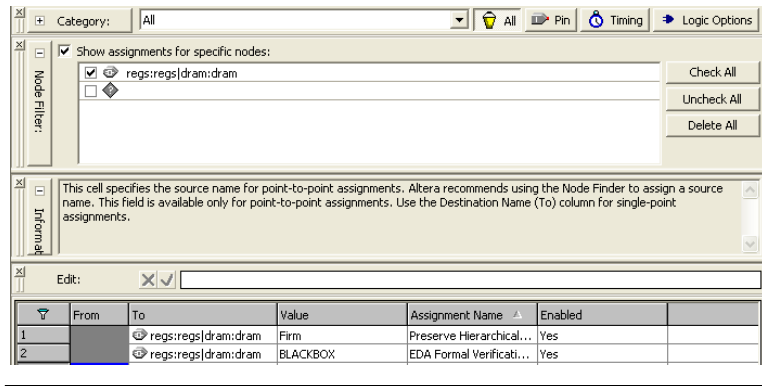 Category: All All Pin Timing Logic Options
Show assignments for specific nodes:
Node Filter:
regs:regs|dram:dram
Check All
Uncheck All
Delete All
Informat
This cell specifies the source name for point-to-point assignments. Altera recommends using the Node Finder to assign a source
name. This field is available only for point-to-point assignments. Use the Destination Name (To) column for single-point
assignments.
Edit:
From To Value Assignment Name Enabled
1 regs:regs|dram:dram Firm Preserve Hierarchical... Yes
2 regs:regs|dram:dram BLACKBOX EDA Formal Verificati... Yes